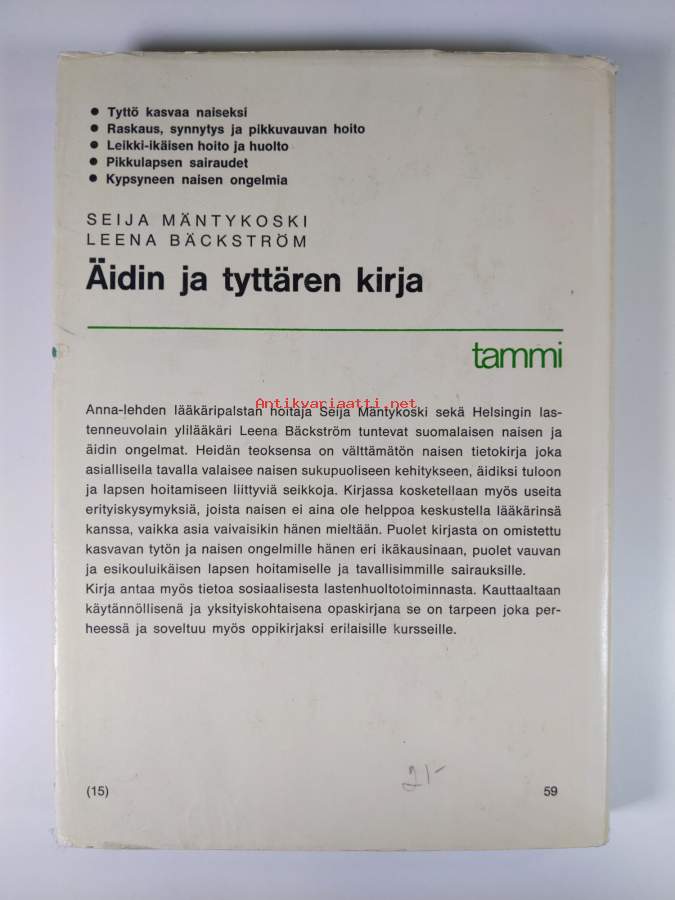 • Tyttö kasvaa naiseksi
• Raskaus, synnytys ja pikkuvauvan hoito
• Leikki-ikäisen hoito ja huolto
• Pikkulapsen sairaudet
• Kypsyneen naisen ongelmia
SEIJA MÄNTYKOSKI
LEENA BÄCKSTRÖM
Äidin ja tyttären kirja
tammi
Antikvariaatti.net
Anna-lehden lääkäripalstan hoitaja Seija Mäntykoski sekä Helsingin las-
tenneuvolain ylilääkäri Leena Bäckström tuntevat suomalaisen naisen ja
äidin ongelmat. Heidän teoksensa on välttämätön naisen tietokirja joka
asiallisella tavalla valaisee naisen sukupuoliseen kehitykseen, äidiksi tuloon
ja lapsen hoitamiseen liittyviä seikkoja. Kirjassa kosketellaan myös useita
erityiskysymyksiä, joista naisen ei aina ole helppoa keskustella lääkärinsä
kanssa, vaikka asia vaivaisikin hänen mieltään. Puolet kirjasta on omistettu
kasvavan tytön ja naisen ongelmille hänen eri ikäkausinaan, puolet vauvan
ja esikouluikäisen lapsen hoitamiselle ja tavallisimmille sairauksille.
Kirja antaa myös tietoa sosiaalisesta lastenhuoltotoiminnasta. Kauttaaltaan
käytännöllisenä ja yksityiskohtaisena opaskirjana se on tarpeen joka per-
heessä ja soveltuu myös oppikirjaksi erilaisille kursseille.
21-
(15) 59